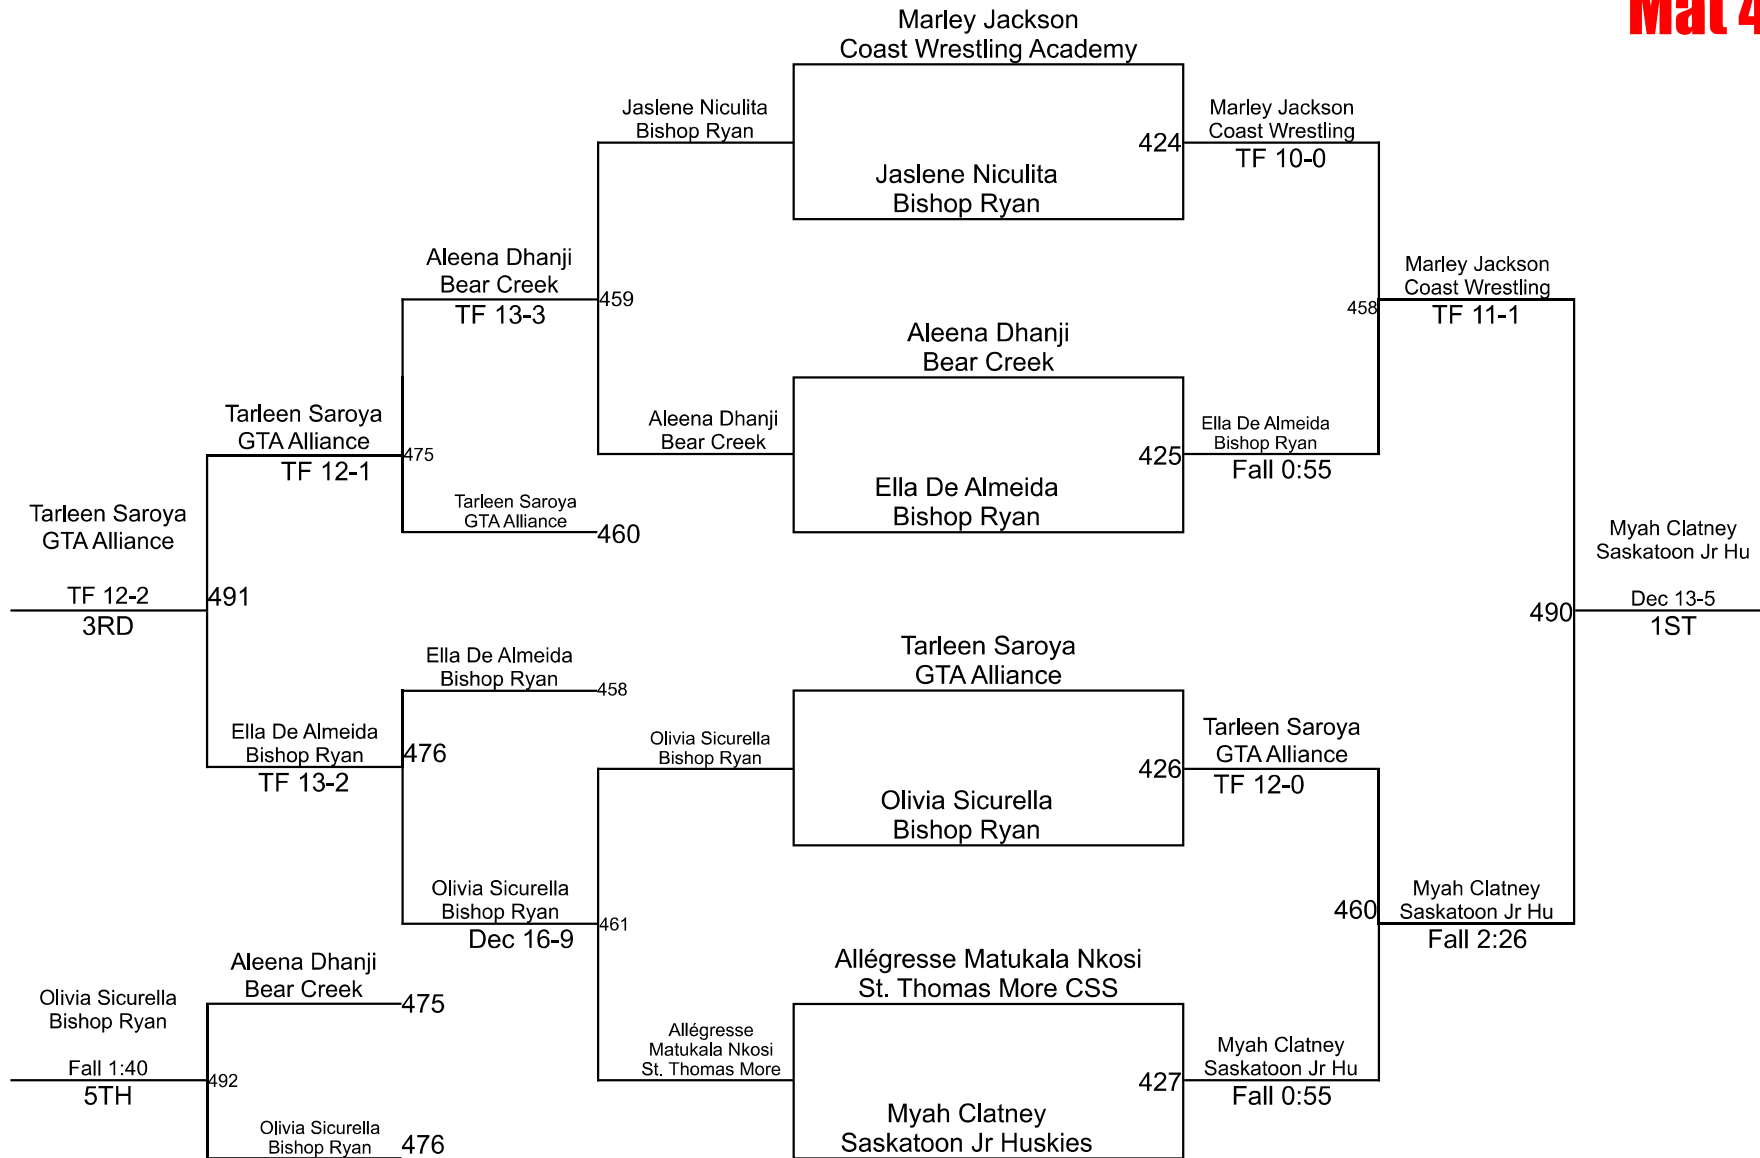 Mat 4
Marley Jackson
Coast Wrestling Academy
Jaslene Niculita
Bishop Ryan
Marley Jackson
Coast Wrestling
424
TF 10-0
Jaslene Niculita
Bishop Ryan
Aleena Dhanji
Bear Creek
459
TF 13-3
Marley Jackson
Coast Wrestling
458
TF 11-1
Aleena Dhanji
Bear Creek
Tarleen Saroya
GTA Alliance
475
TF 12-1
Aleena Dhanji
Bear Creek
425
Ella De Almeida
Bishop Ryan
Fall 0:55
Tarleen Saroya
GTA Alliance
460
Ella De Almeida
Bishop Ryan
Tarleen Saroya
GTA Alliance
TF 12-2
491
3RD
Myah Clatney
Saskatoon Jr Hu
490
Dec 13-5
1ST
Ella De Almeida
Bishop Ryan
458
Tarleen Saroya
GTA Alliance
Ella De Almeida
Bishop Ryan
476
TF 13-2
Olivia Sicurella
Bishop Ryan
426
Tarleen Saroya
GTA Alliance
TF 12-0
Olivia Sicurella
Bishop Ryan
Olivia Sicurella
Bishop Ryan
461
Dec 16-9
460
Myah Clatney
Saskatoon Jr Hu
Fall 2:26
Aleena Dhanji
Bear Creek
475
Allégresse Matukala Nkosi
St. Thomas More CSS
Olivia Sicurella
Bishop Ryan
Fall 1:40
492
5TH
Allégresse
Matukala Nkosi
St. Thomas More
427
Myah Clatney
Saskatoon Jr Hu
Fall 0:55
Olivia Sicurella
Bishop Ryan
476
Myah Clatney
Saskatoon Jr Huskies